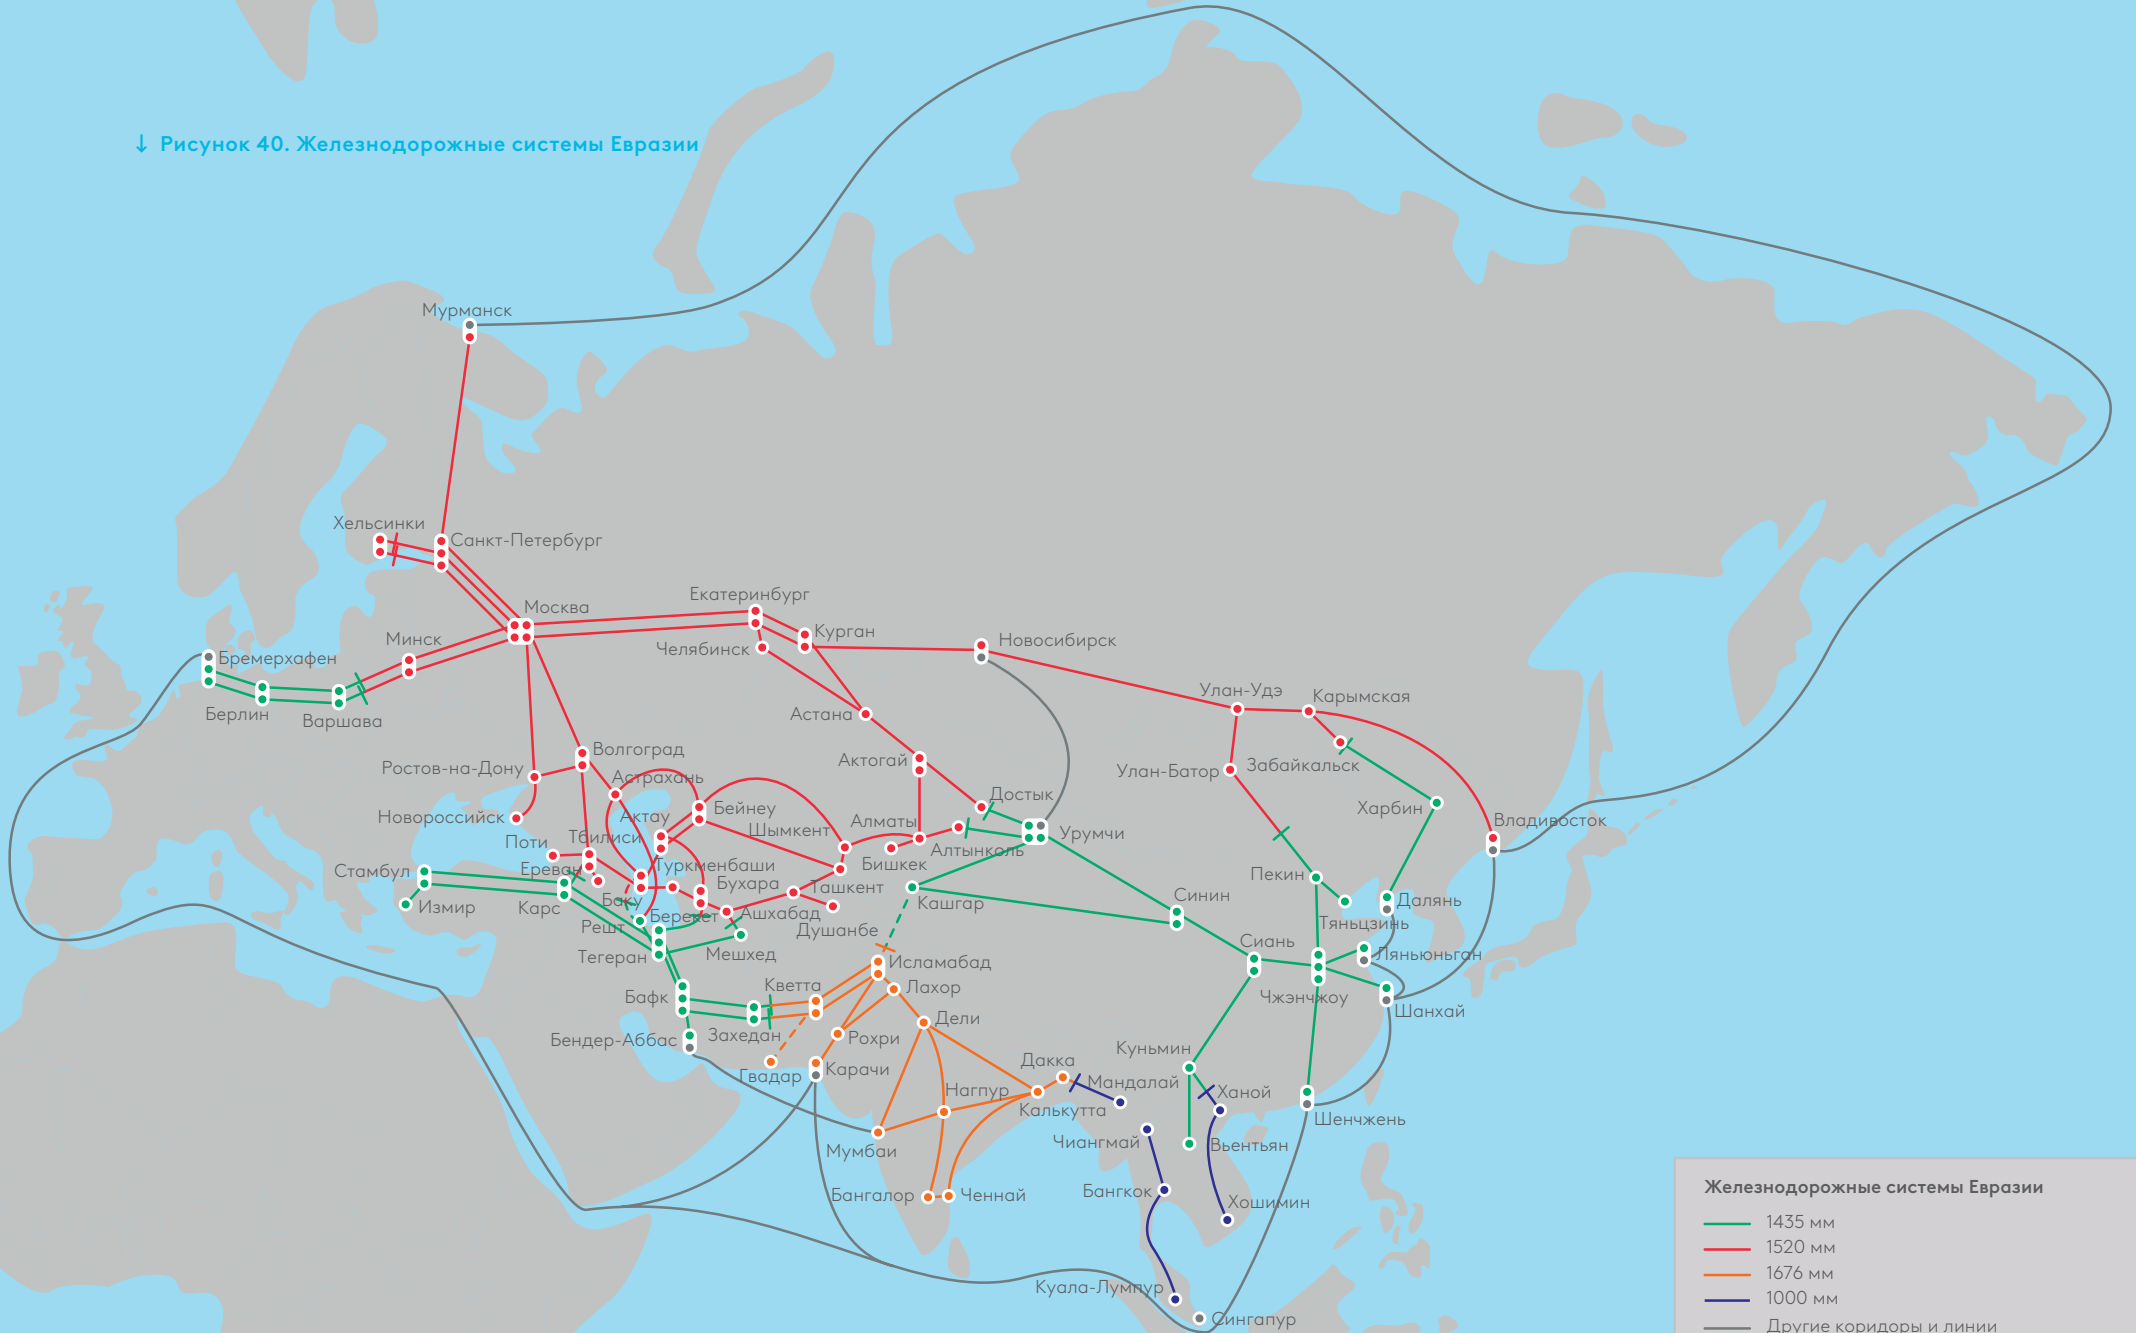 ↓ Рисунок 40. Железнодорожные системы Евразии
Мурманск
Хельсинки
Санкт-Петербург
Екатеринбург
Москва
Минск
Курган
Новосибирск
Бремерхафен
Челябинск
Улан-Удэ
Карымская
Берлин
Варшава
Астана
Волгоград
Ростов-на-Дону
Астрахань
Актогай
Улан-Батор
Забайкальск
Достык
Харбин
Новороссийск
Актау
Бейнеу
Шымкент
Алматы
Урумчи
Владивосток
Поти
Тбилиси
Алтынколь
Бишкек
Стамбул
Ереван
Туркменбаши
Бухара
Ташкент
Пекин
Измир
Карс
Баку
Кашгар
Синин
Далянь
Решт
Берекет
Ашхабад
Душанбе
Тяньцзинь
Тегеран
Мешхед
Сиань
Ляньюньган
Исламабад
Кветта
Лахор
Бафк
Чжэнчжоу
Шанхай
Захедан
Дели
Бендер-Аббас
Рохри
Куньмин
Карачи
Гвадар
Дакка
Мандалай
Ханой
Нагпур
Калькутта
Шенчжень
Чиангмай
Вьентьян
Мумбаи
Бангалор
Ченнай
Бангкок
Хошимин
Куала-Лумпур
Сингапур
Железнодорожные системы Евразии
1435 мм
1520 мм
1676 мм
1000 мм
Другие коридоры и линии